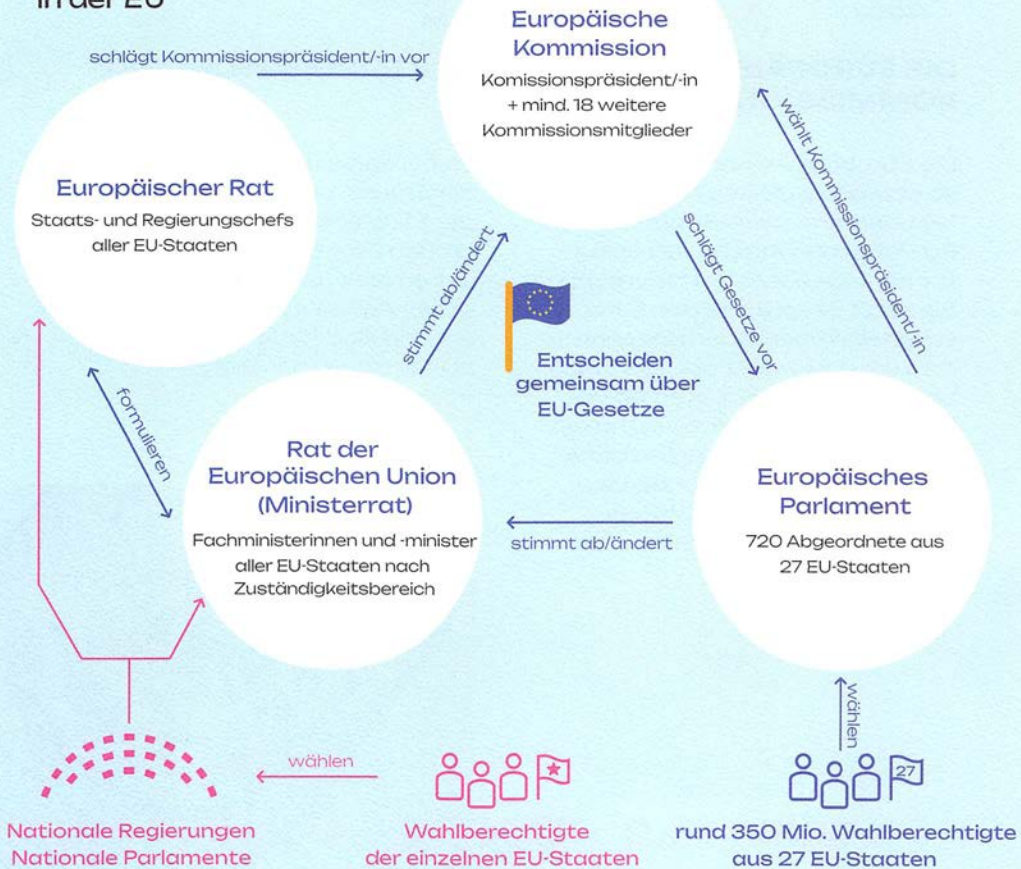 in der EU
schlägt Kommissionspräsident/-in vor
Europäische
Kommission
Komissionspräsident/-in
+ mind. 18 weitere
Kommissionsmitglieder
wählt Kommissionspräsident/-in
Europäischer Rat
Staats- und Regierungschefs
aller EU-Staaten
stimmt ab/ändert
schlägt Gesetze vor
Entscheiden
gemeinsam über
EU-Gesetze
formulieren
Rat der
Europäischen Union
(Ministerrat)
Fachministerinnen und -minister
aller EU-Staaten nach
Zuständigkeitsbereich
stimmt ab/ändert
Europäisches
Parlament
720 Abgeordnete aus
27 EU-Staaten
wählen
wählen
27
Nationale Regierungen
Nationale Parlamente
Wahlberechtigte
der einzelnen EU-Staaten
rund 350 Mio. Wahlberechtigte
aus 27 EU-Staaten